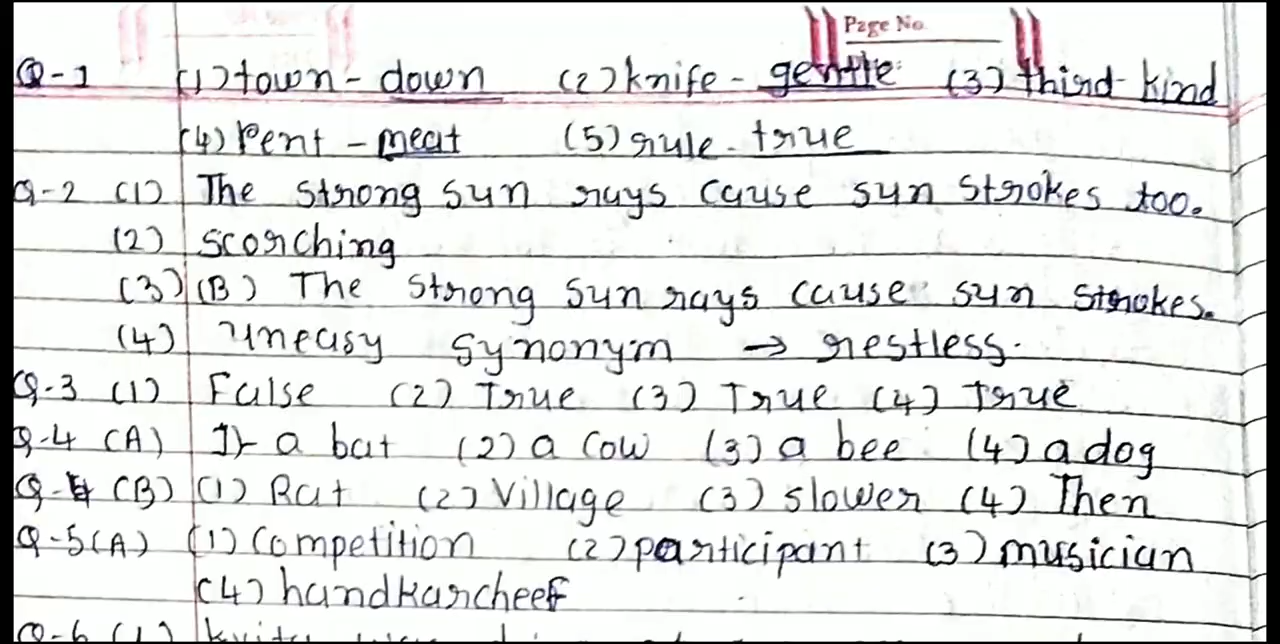 Page No.
Q-1 (1) town - down (2) knife - gentle (3) third - kind
(4) Pent - meat (5) rule - true
Q-2 (1) The strong sun rays cause sun strokes too.
(2) scorching
(3) (B) The strong sun rays cause sun strokes.
(4) uneasy synonym → restless.
Q-3 (1) False (2) True (3) True (4) True
Q-4 (A) 1)- a bat (2) a cow (3) a bee (4) a dog
Q-4 (B) (1) Rat (2) Village (3) slower (4) Then
Q-5 (A) (1) Competition (2) participant (3) musician
(4) handkarcheef
Q-6 (1)